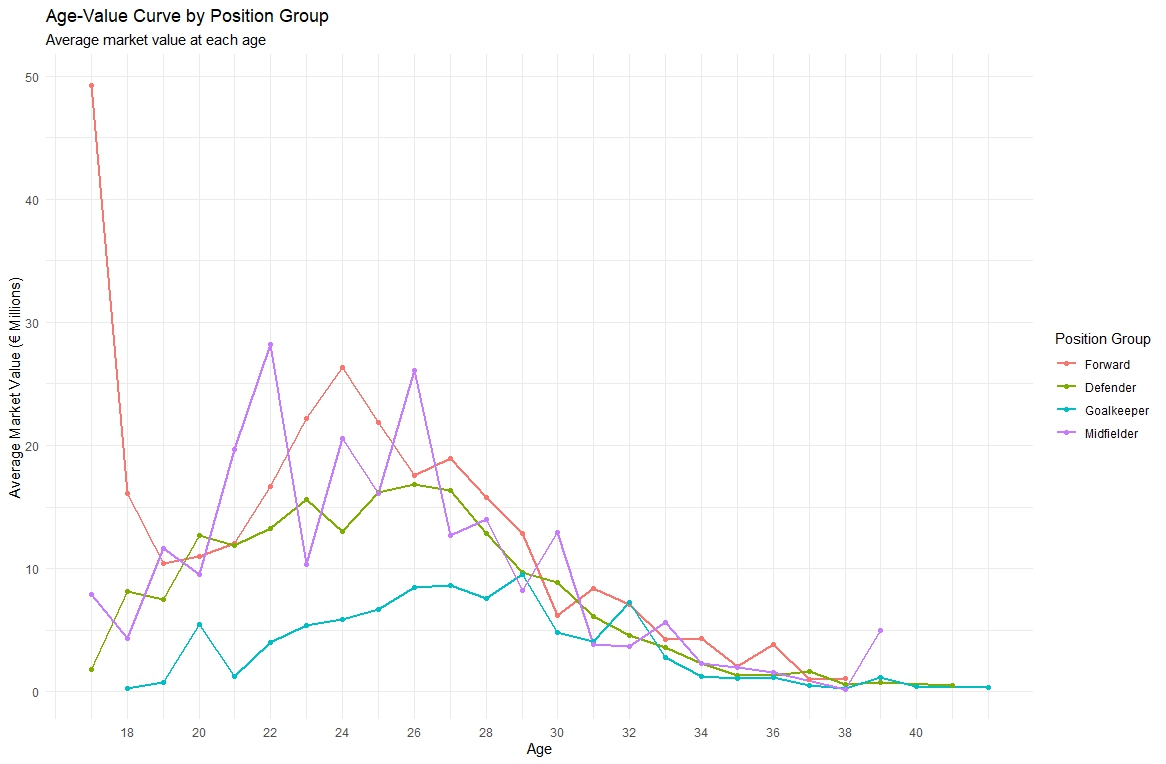 Age-Value Curve by Position Group
Average market value at each age
Average Market Value (€ Millions)
50
40
30
20
10
0
18 20 22 24 26 28 30 32 34 36 38 40
Age
Position Group
Forward
Defender
Goalkeeper
Midfielder